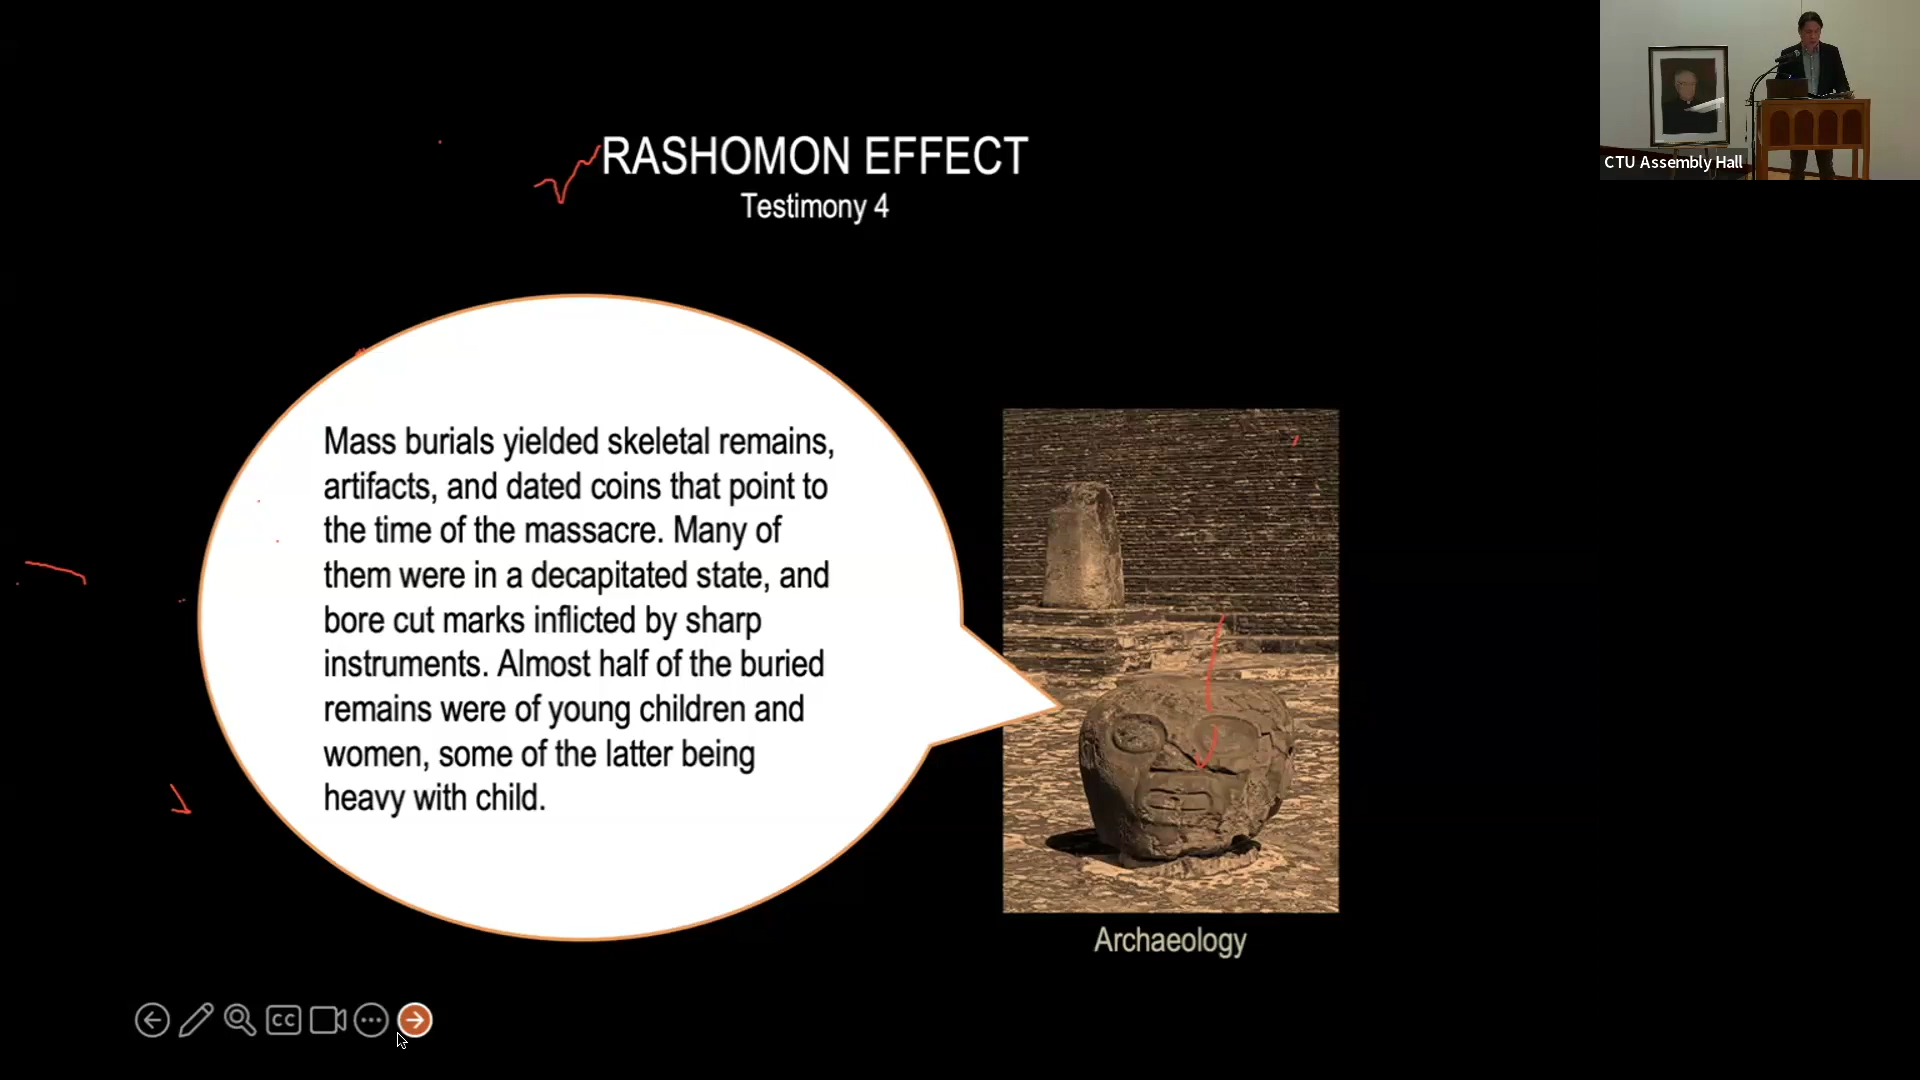 RASHOMON EFFECT
Testimony 4
CTU Assembly Hall
Mass burials yielded skeletal remains,
artifacts, and dated coins that point to
the time of the massacre. Many of
them were in a decapitated state, and
bore cut marks inflicted by sharp
instruments. Almost half of the buried
remains were of young children and
women, some of the latter being
heavy with child.
Archaeology
CC